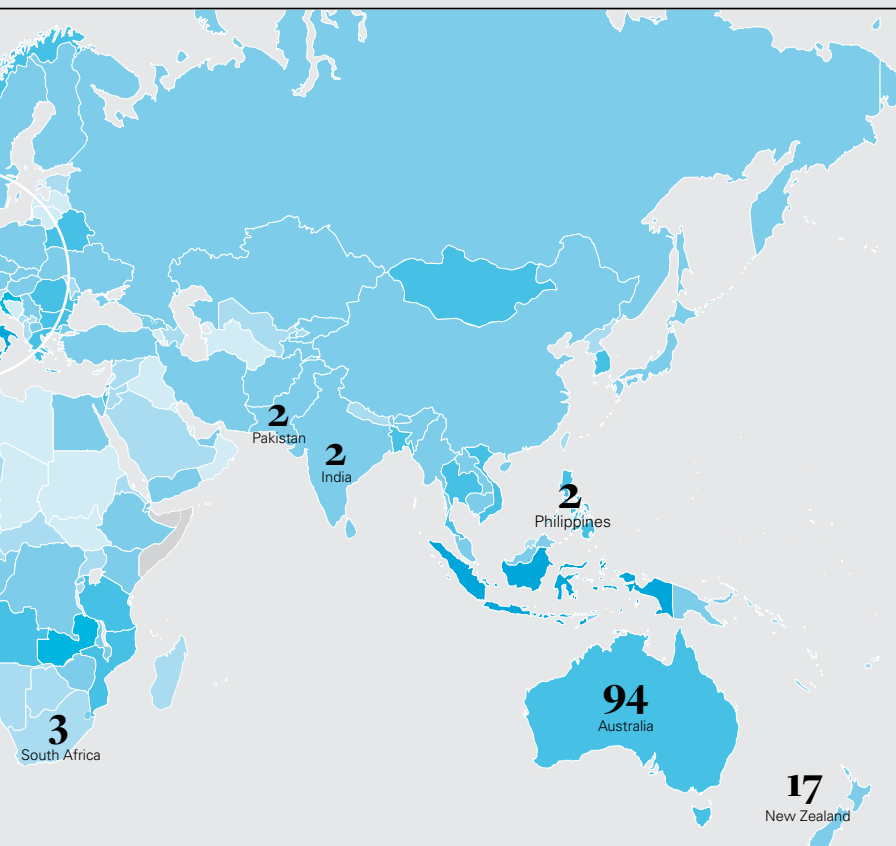 2
Pakistan
2
India
2
Philippines
94
Australia
3
South Africa
17
New Zealand